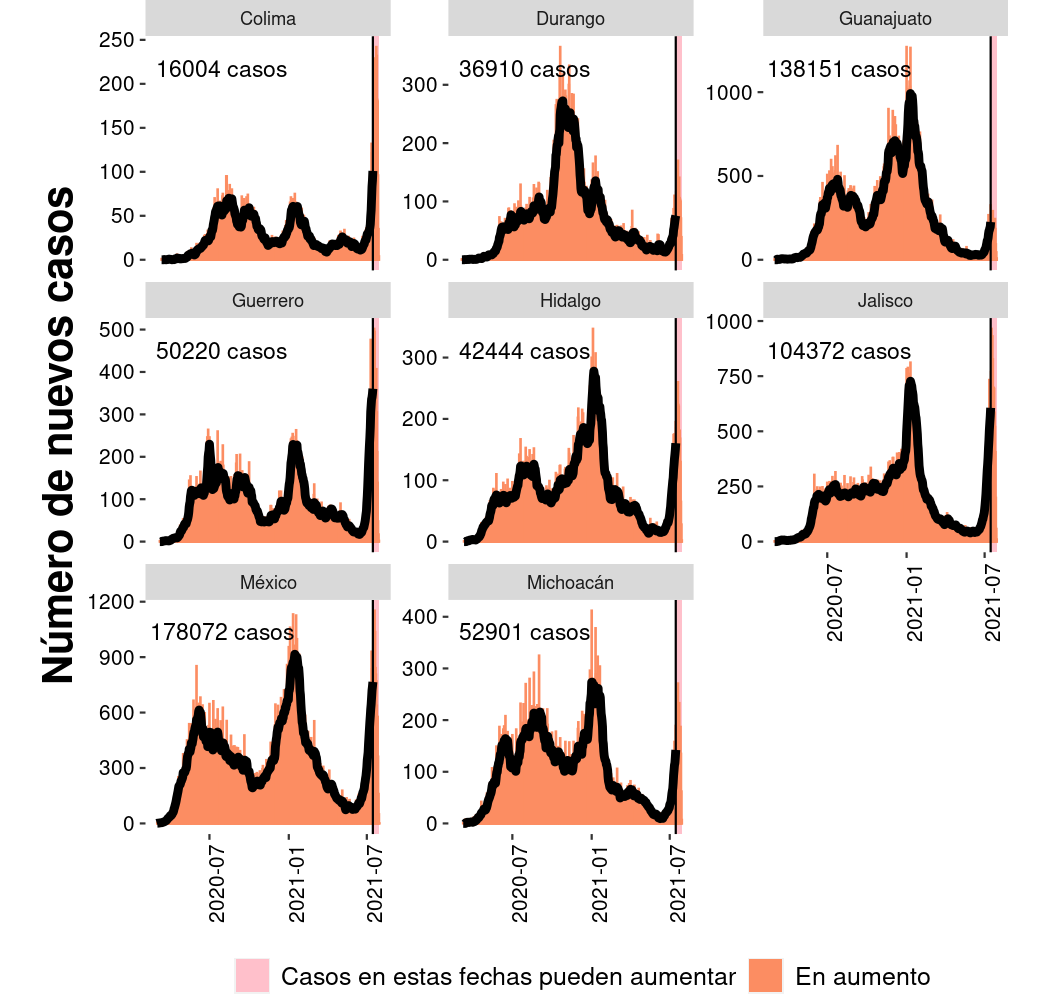 Número de nuevos casos
Colima
250
200
150
100
50
0
16004 casos
Durango
300
200
100
0
36910 casos
Guanajuato
1000
500
0
138151 casos
Guerrero
500
400
300
200
100
0
50220 casos
Hidalgo
300
200
100
0
42444 casos
Jalisco
1000
750
500
250
0
104372 casos
2020-07
2021-01
2021-07
México
1200
900
600
300
0
178072 casos
2020-07
2021-01
2021-07
Michoacán
400
300
200
100
0
52901 casos
2020-07
2021-01
2021-07
Casos en estas fechas pueden aumentar
En aumento